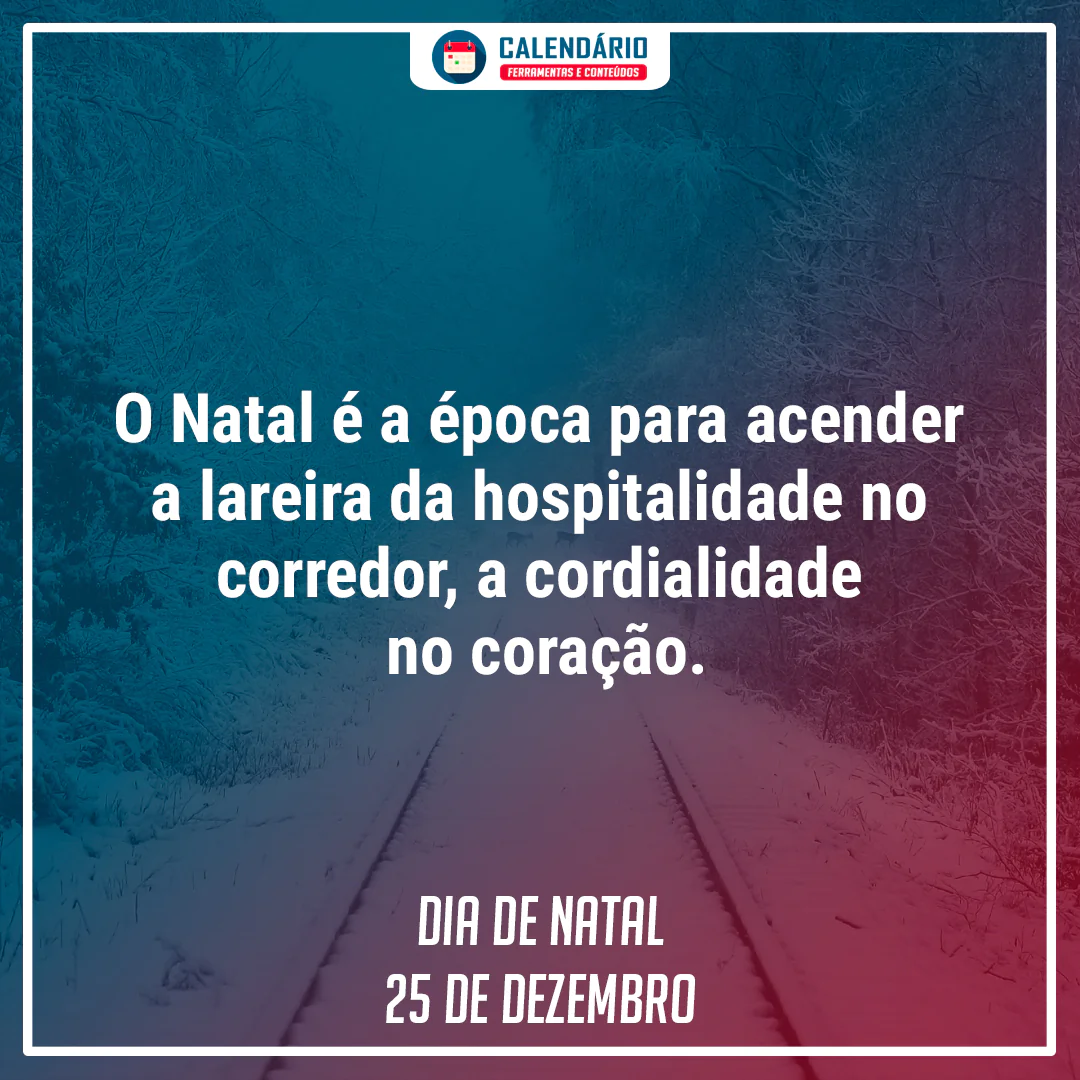 CALENDÁRIO
FERRAMENTAS E CONTEÚDOS
O Natal é a época para acender
a lareira da hospitalidade no
corredor, a cordialidade
no coração.
DIA DE NATAL
25 DE DEZEMBRO